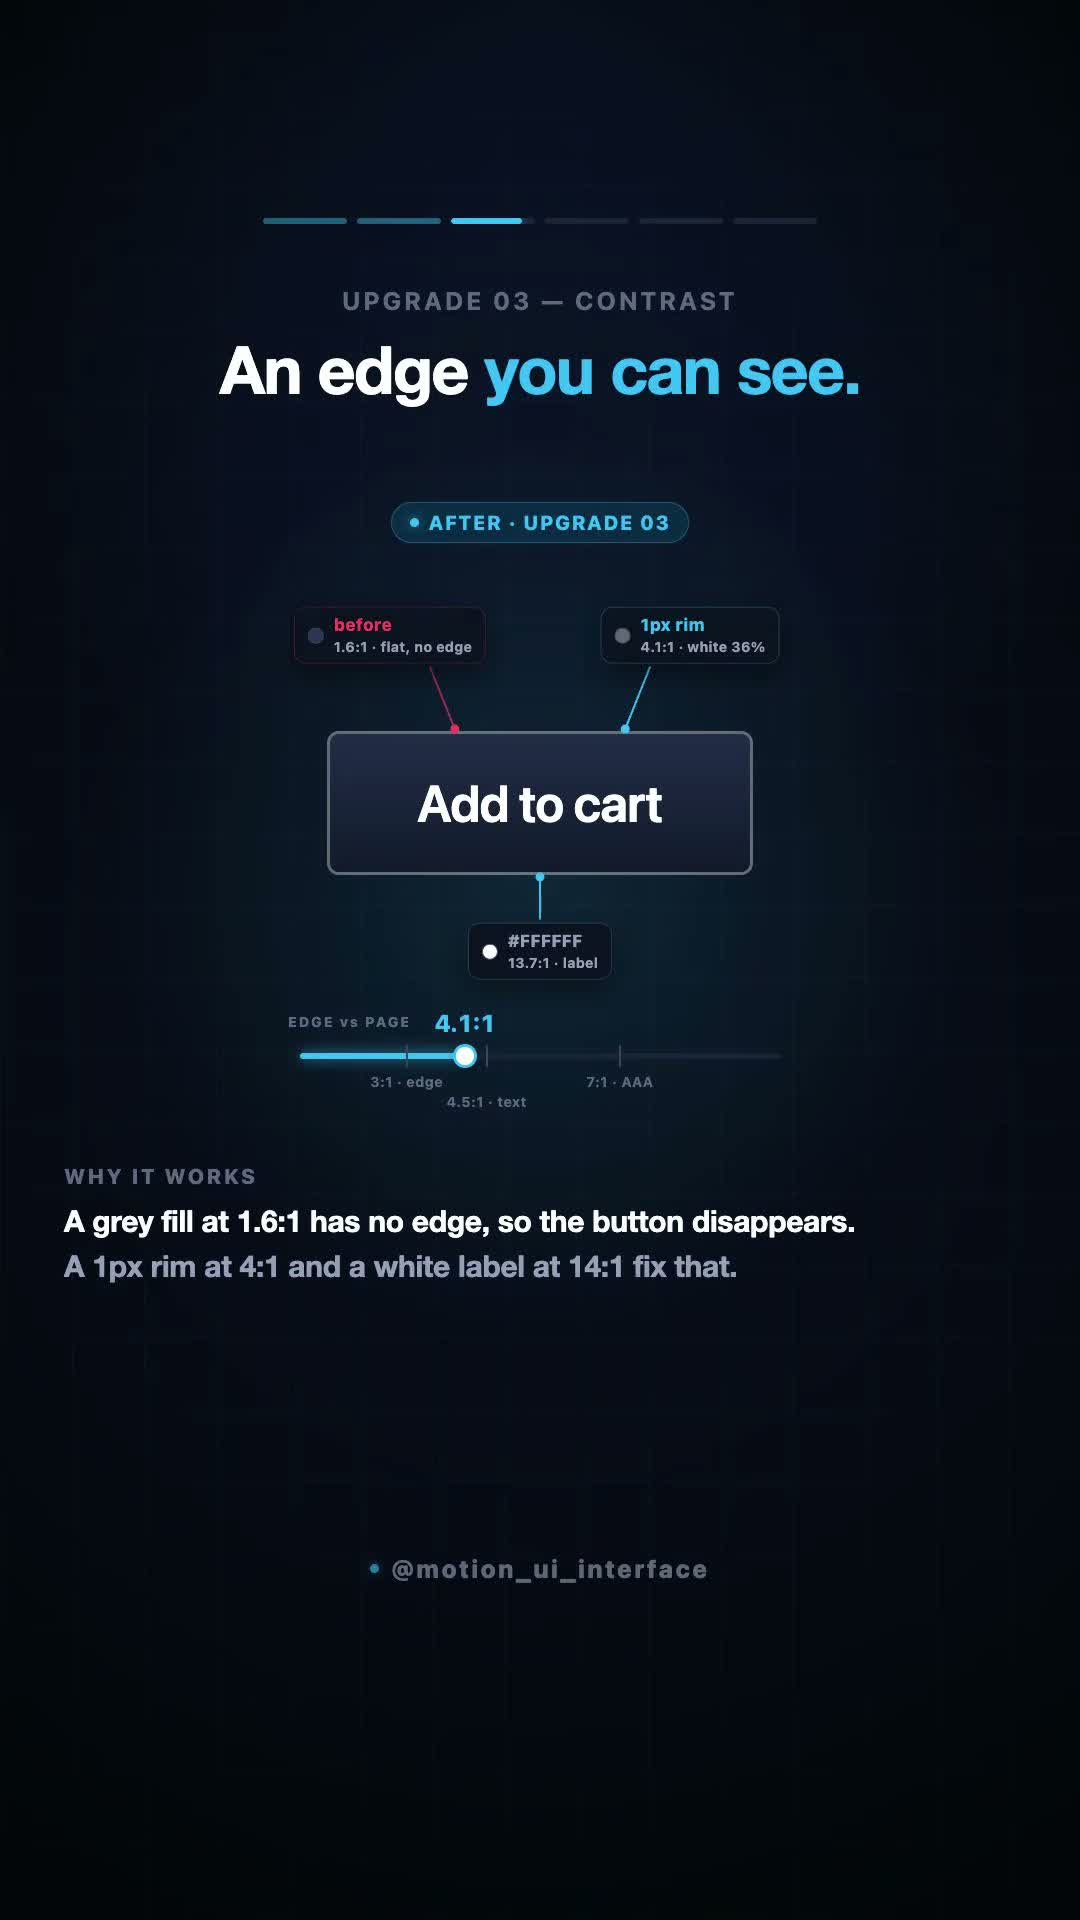 UPGRADE 03 — CONTRAST
An edge you can see.
AFTER · UPGRADE 03
before
1.6:1 · flat, no edge
1px rim
4.1:1 · white 36%
Add to cart
#FFFFFF
13.7:1 · label
EDGE vs PAGE 4.1:1
3:1 · edge
7:1 · AAA
4.5:1 · text
WHY IT WORKS
A grey fill at 1.6:1 has no edge, so the button disappears.
A 1px rim at 4:1 and a white label at 14:1 fix that.
@motion_ui_interface